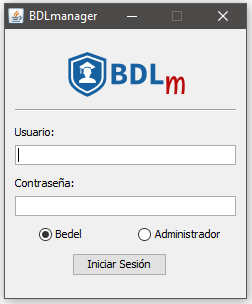 BDLmanager
BDLm
Usuario:
Contraseña:
Bedel Administrador
Iniciar Sesión